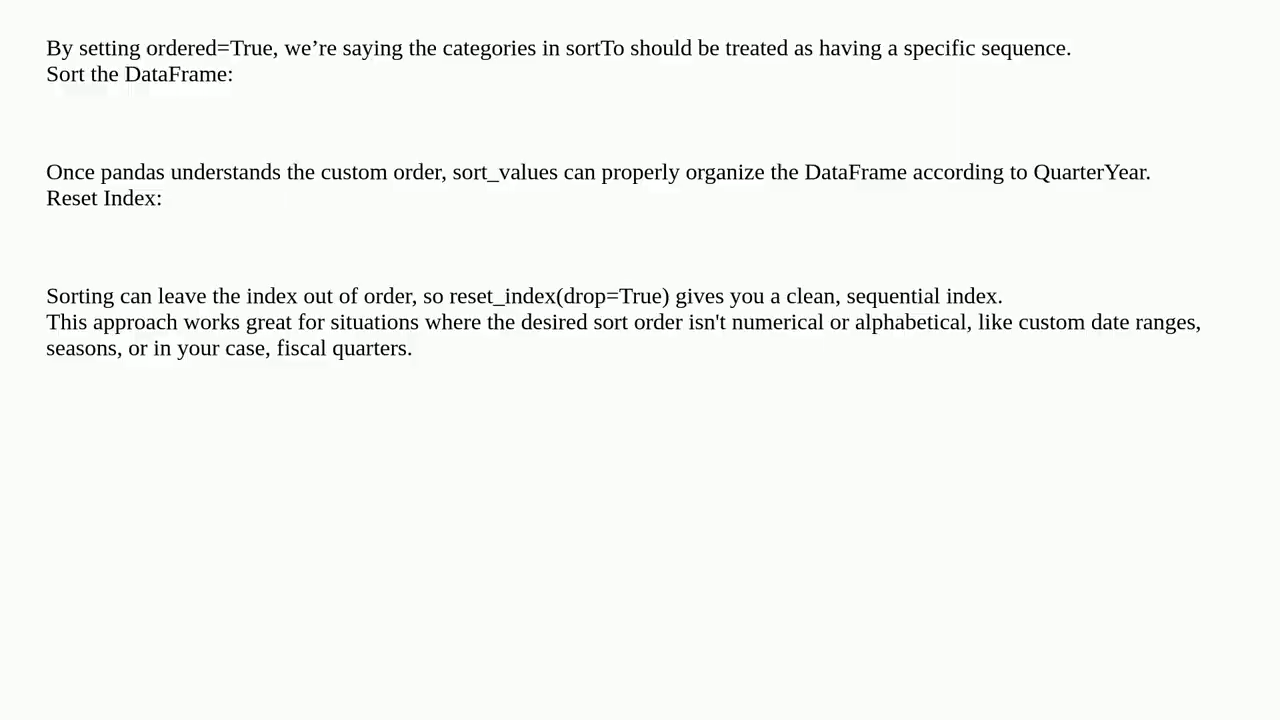 By setting ordered=True, we’re saying the categories in sortTo should be treated as having a specific sequence.
Sort the DataFrame:
Once pandas understands the custom order, sort_values can properly organize the DataFrame according to QuarterYear.
Reset Index:
Sorting can leave the index out of order, so reset_index(drop=True) gives you a clean, sequential index.
This approach works great for situations where the desired sort order isn't numerical or alphabetical, like custom date ranges,
seasons, or in your case, fiscal quarters.